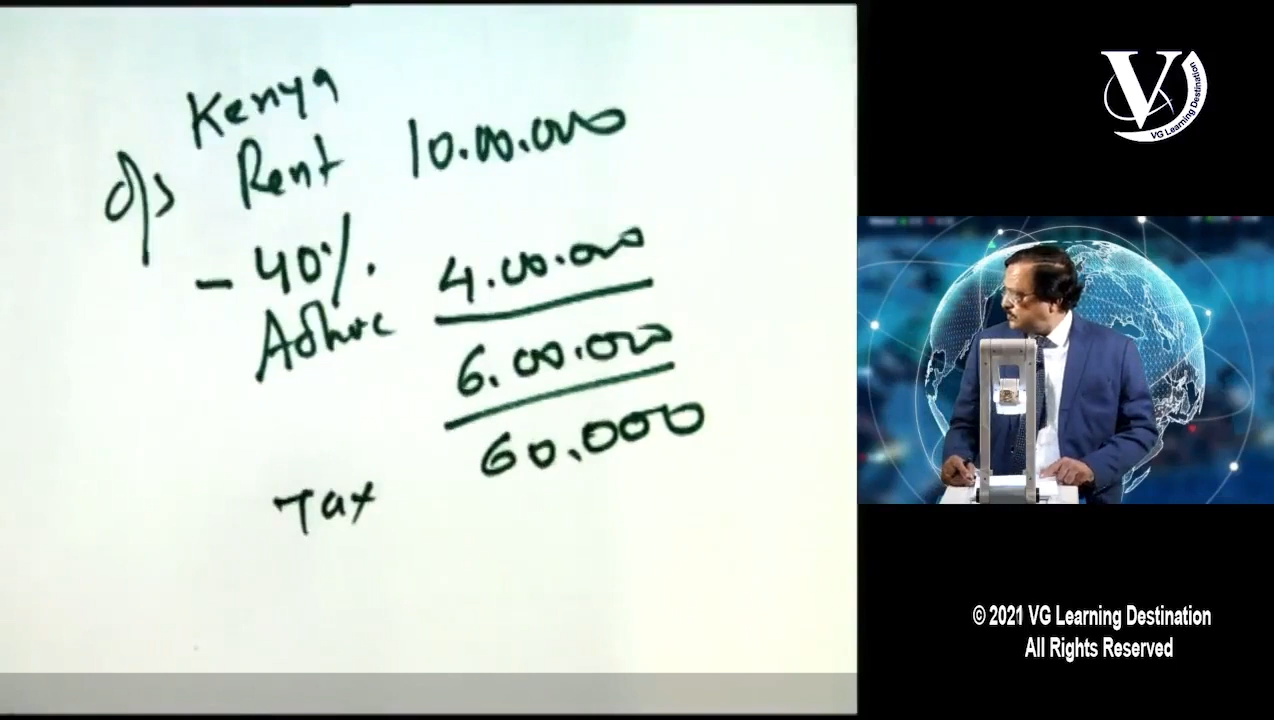 Kenya
O/s Rent 10.00.000
- 40%. 4.00.000
Adhoc
6.00.000
60.000
Tax
V
VG Learning Destination
© 2021 VG Learning Destination
All Rights Reserved